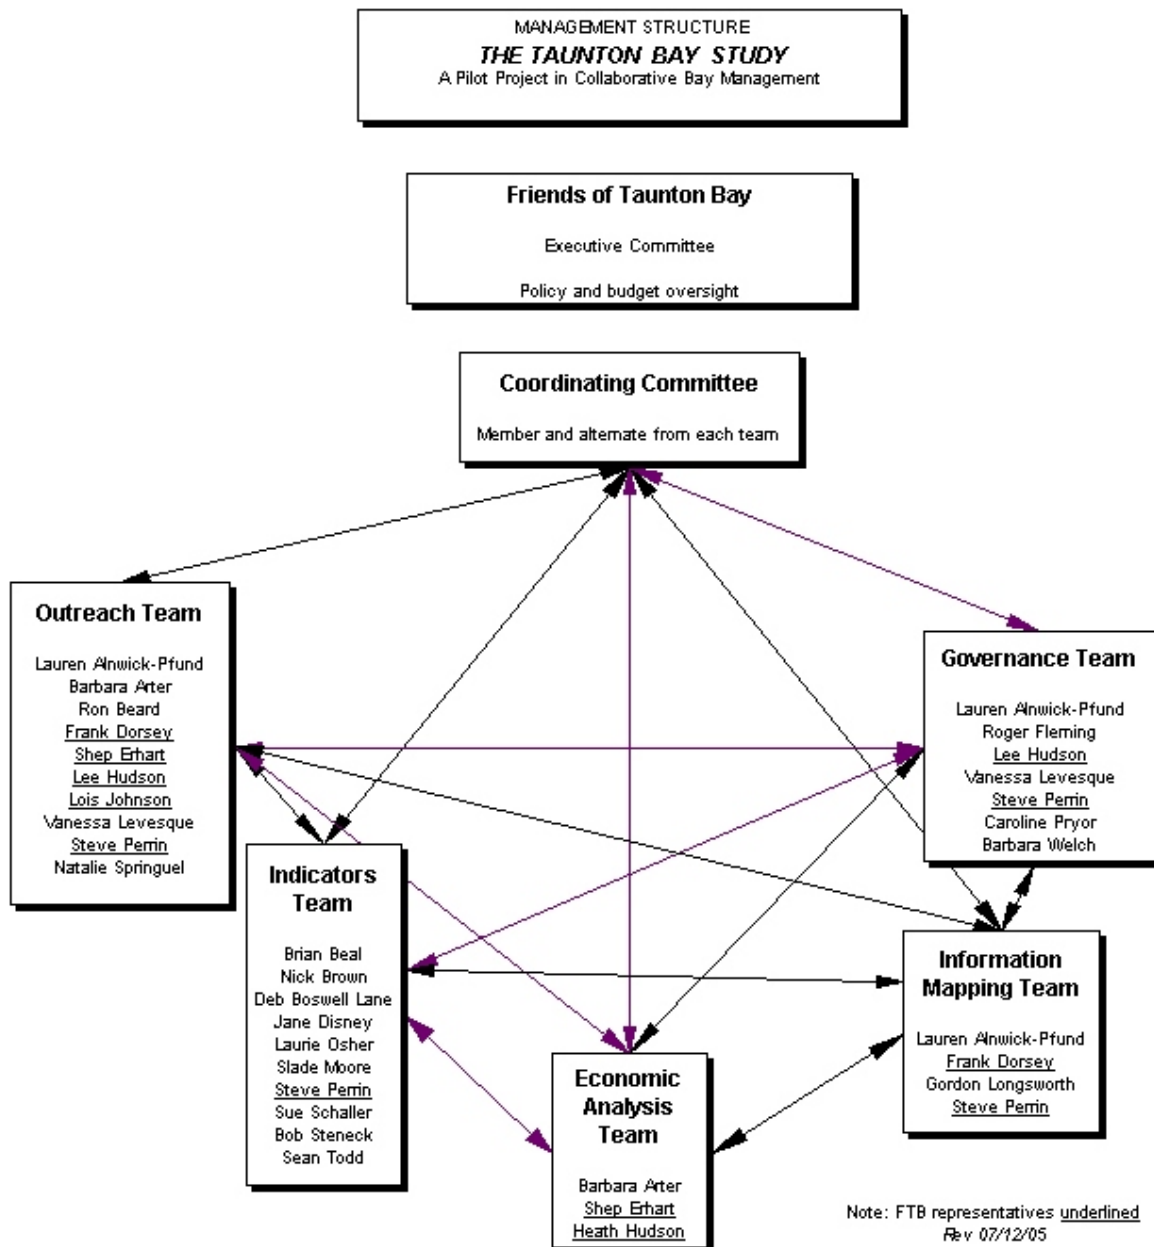 MANAGEMENT STRUCTURE
THE TAUNTON BAY STUDY
A Pilot Project in Collaborative Bay Management
Friends of Taunton Bay
Executive Committee
Policy and budget oversight
Coordinating Committee
Member and alternate from each team
Outreach Team
Lauren Alnwick-Pfund
Barbara Arter
Ron Beard
Frank Dorsey
Shep Erhart
Lee Hudson
Lois Johnson
Vanessa Levesque
Steve Perrin
Natalie Springuel
Governance Team
Lauren Alnwick-Pfund
Roger Fleming
Lee Hudson
Vanessa Levesque
Steve Perrin
Caroline Pryor
Barbara Welch
Indicators
Team
Brian Beal
Nick Brown
Deb Boswell Lane
Jane Disney
Laurie Osher
Slade Moore
Steve Perrin
Sue Schaller
Bob Steneck
Sean Todd
Information
Mapping Team
Lauren Alnwick-Pfund
Frank Dorsey
Gordon Longsworth
Steve Perrin
Economic
Analysis
Team
Barbara Arter
Shep Erhart
Heath Hudson
Note: FTB representatives underlined
Rev 07/12/05